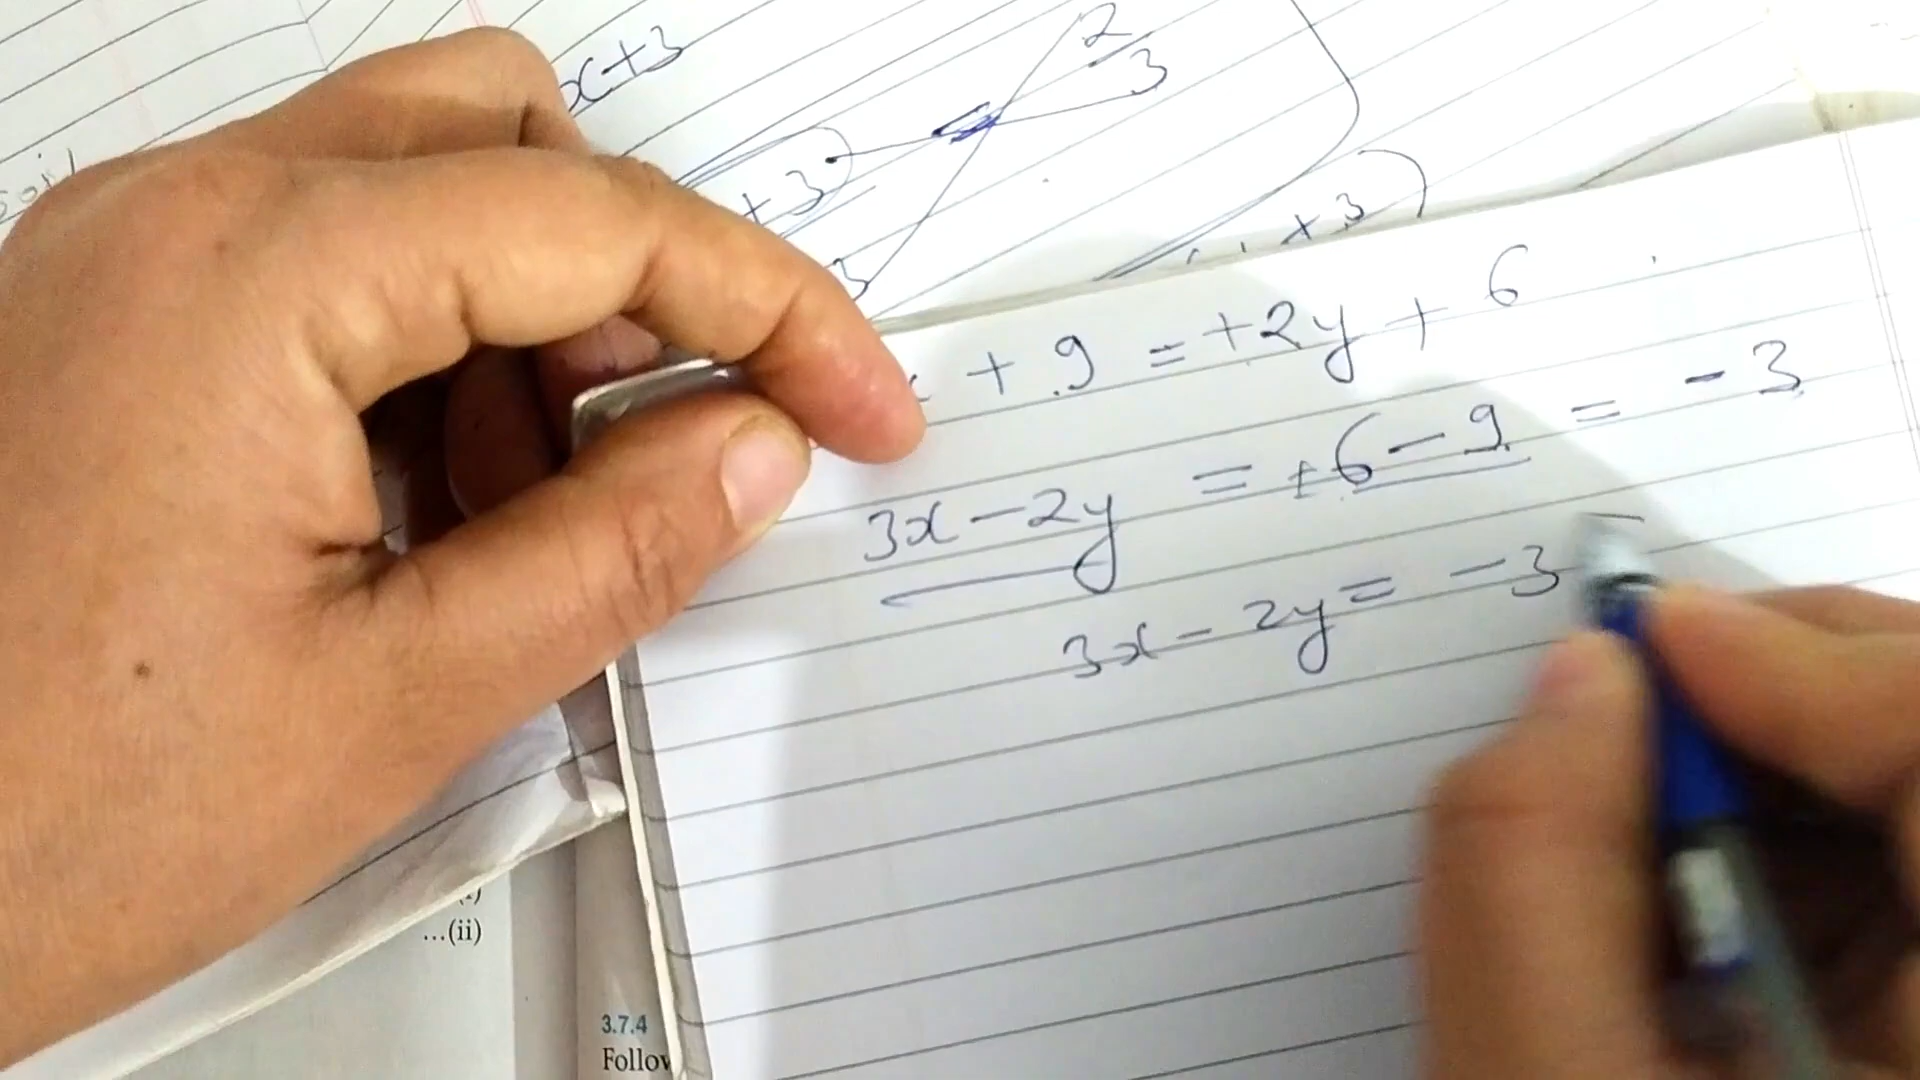 x+3
2
3
+3
3
+3)
+ 9 = +2y + 6
3x - 2y = +6 - 9 = - 3
3x - 2y = - 3
...(ii)
3.7.4